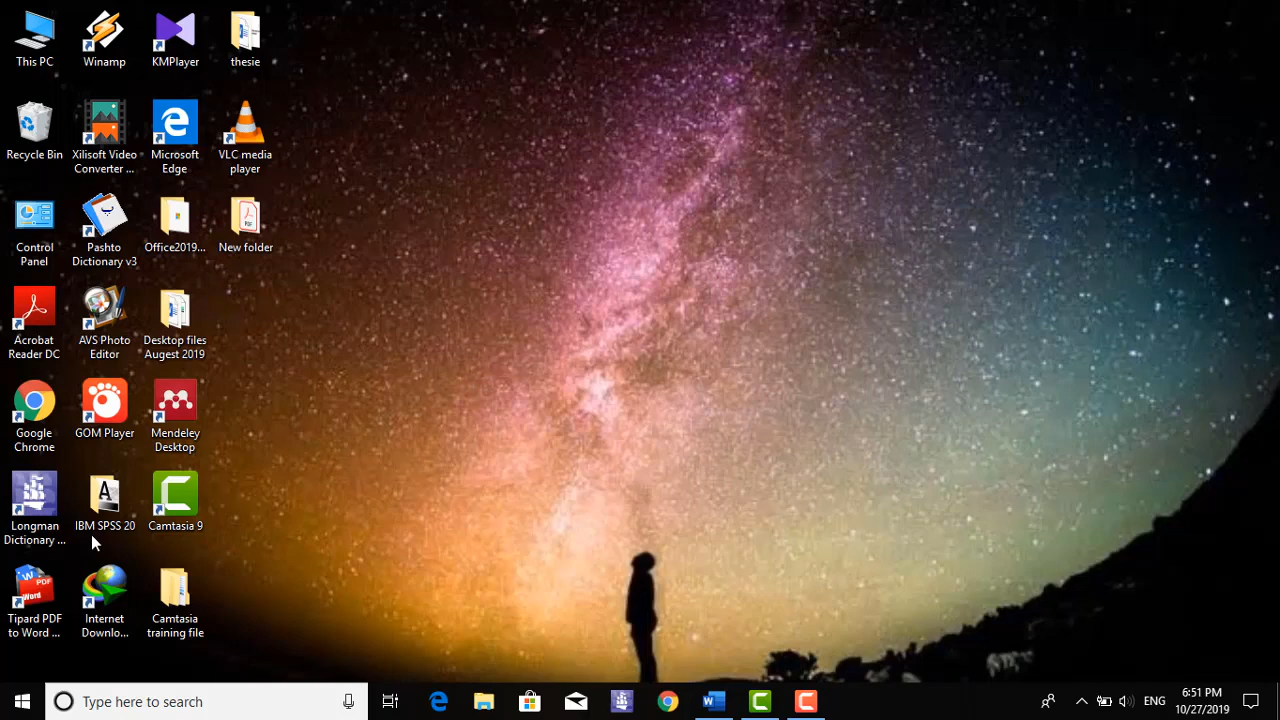 This PC
Winamp
KMPlayer
thesie
Recycle Bin
Xilisoft Video
Converter ...
Microsoft
Edge
VLC media
player
Control
Panel
Pashto
Dictionary v3
Office2019...
New folder
Acrobat
Reader DC
AVS Photo
Editor
Desktop files
Augest 2019
Google
Chrome
GOM Player
Mendeley
Desktop
Longman
Dictionary ...
IBM SPSS 20
Camtasia 9
Tipard PDF
to Word ...
Internet
Downlo...
Camtasia
training file
Type here to search
ENG
6:51 PM
10/27/2019